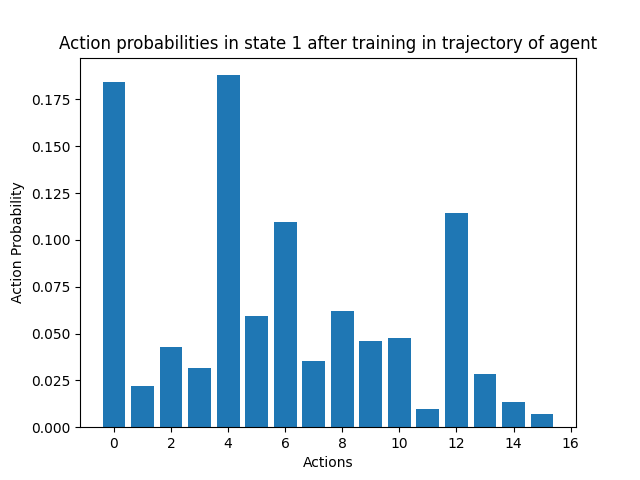 Action probabilities in state 1 after training in trajectory of agent
Action Probability
0.175
0.150
0.125
0.100
0.075
0.050
0.025
0.000
0 2 4 6 8 10 12 14 16
Actions